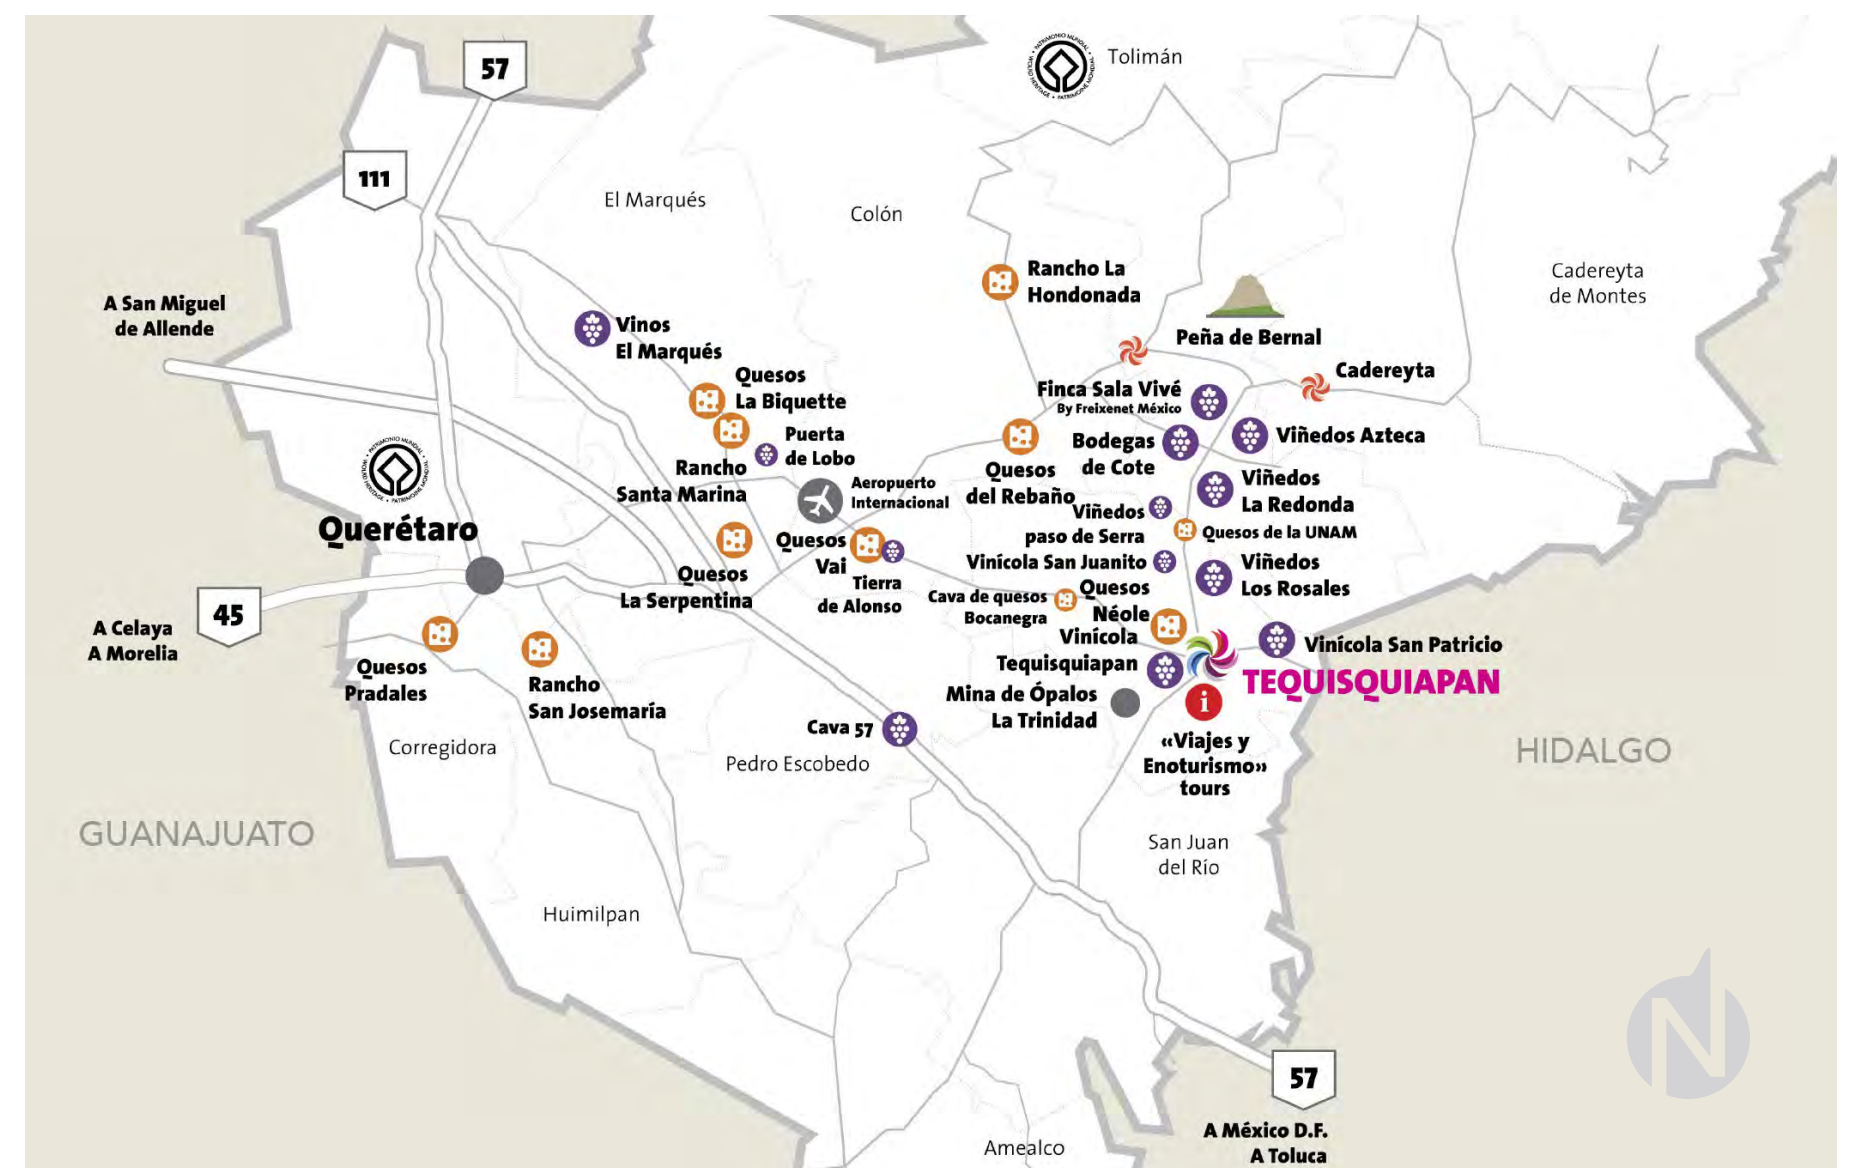 57
Tolimán
111
El Marqués
Colón
Rancho La
Hondonada
Cadereyta
de Montes
A San Miguel
de Allende
Vinos
El Marqués
Peña de Bernal
Quesos
La Biquette
Cadereyta
Finca Sala Vivé
By Freixenet México
Puerta
de Lobo
Bodegas
de Cote
Viñedos Azteca
Rancho
Santa Marina
Aeropuerto
Internacional
Quesos
del Rebaño
Viñedos
La Redonda
Querétaro
Viñedos
paso de Serra
Quesos de la UNAM
Quesos
Vai
Tierra
de Alonso
Vinícola San Juanito
Viñedos
Los Rosales
Quesos
La Serpentina
Cava de quesos
Bocanegra
Quesos
Néole
45
A Celaya
A Morelia
Vinícola
Tequisquiapan
Vinícola San Patricio
TEQUISQUIAPAN
Quesos
Pradales
Rancho
San Josemaría
Mina de Ópalos
La Trinidad
i
Cava 57
Corregidora
Pedro Escobedo
«Viajes y
Enoturismo»
tours
HIDALGO
GUANAJUATO
San Juan
del Río
Huimilpan
N
57
A México D.F.
A Toluca
Amealco